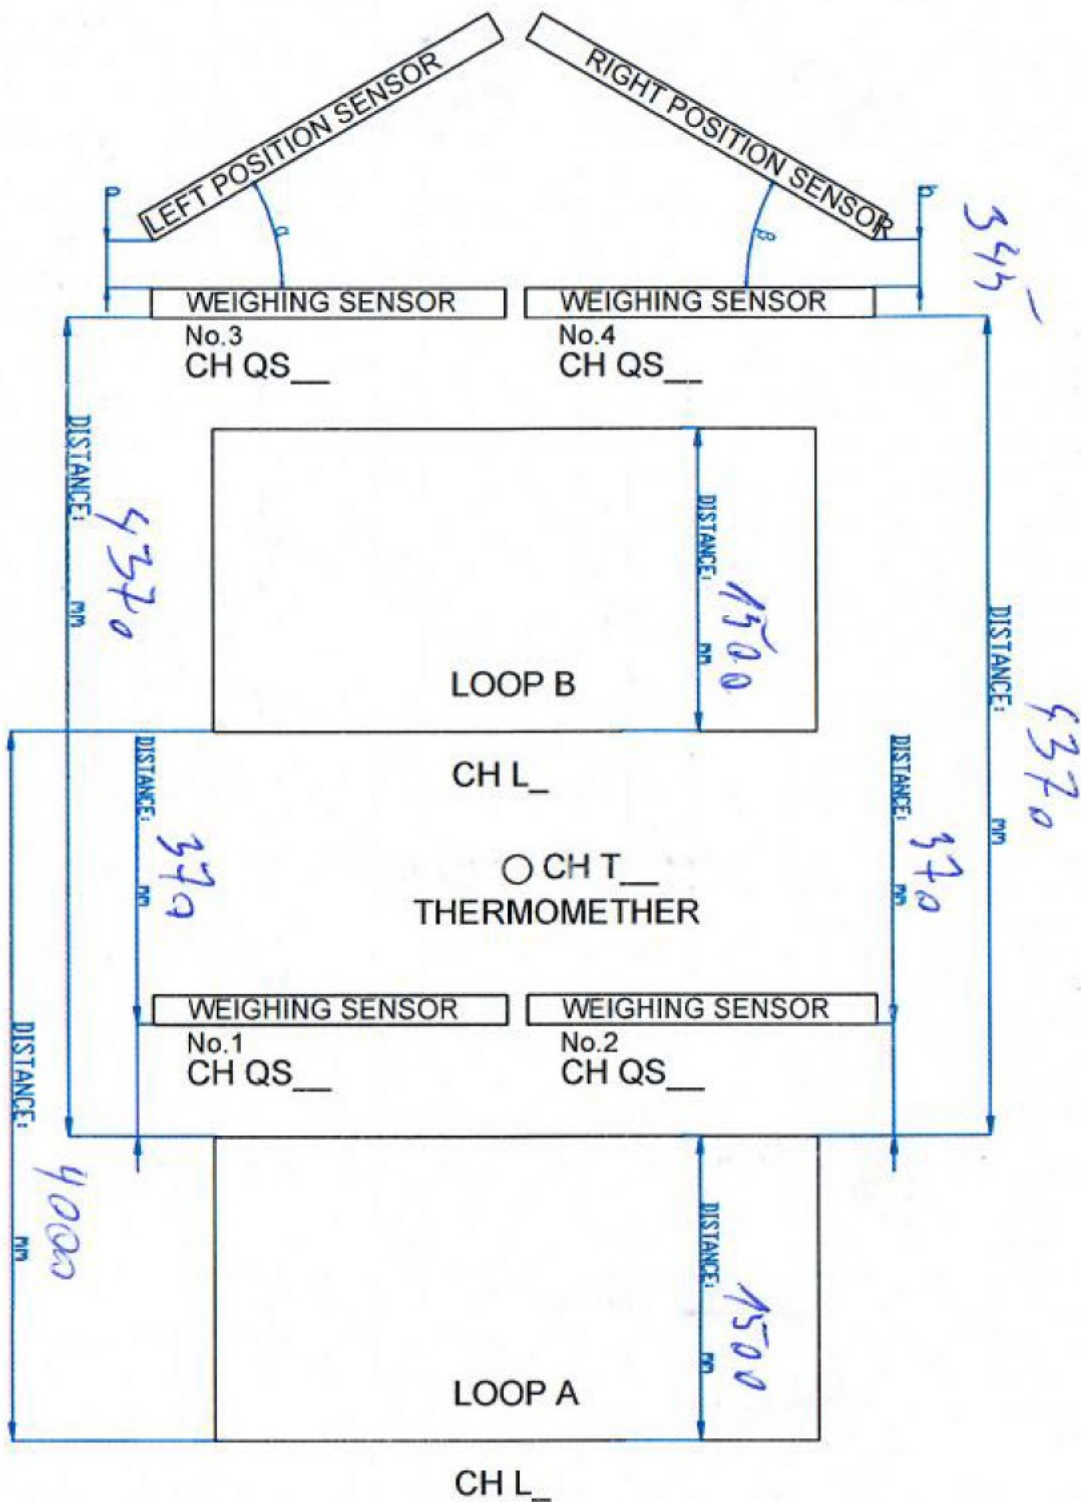 LEFT POSITION SENSOR
RIGHT POSITION SENSOR
345
WEIGHING SENSOR
No.3
CH QS__
WEIGHING SENSOR
No.4
CH QS__
DISTANCE: 4370 mm
DISTANCE: 1500 mm
DISTANCE: 4370 mm
LOOP B
CH L_
DISTANCE: 370 mm
DISTANCE: 370 mm
CH T__
THERMOMETHER
WEIGHING SENSOR
No.1
CH QS__
WEIGHING SENSOR
No.2
CH QS__
DISTANCE: 4000 mm
DISTANCE: 1500 mm
LOOP A
CH L_